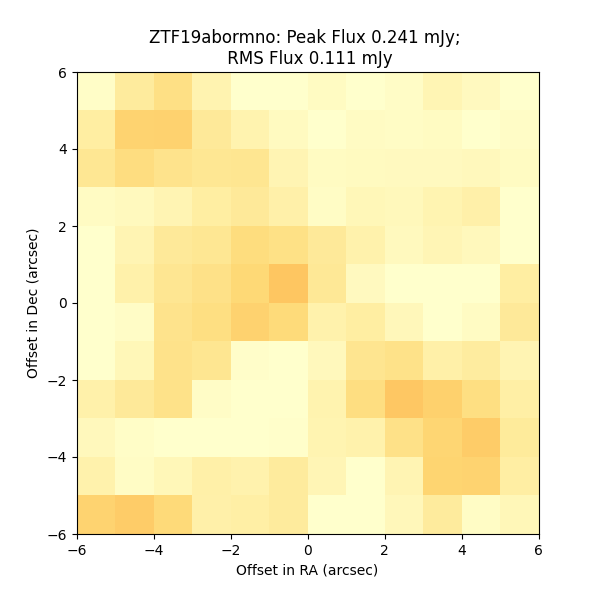 ZTF19abormno: Peak Flux 0.241 mJy;
RMS Flux 0.111 mJy
6
4
2
0
−2
−4
−6
Offset in Dec (arcsec)
−6 −4 −2 0 2 4 6
Offset in RA (arcsec)